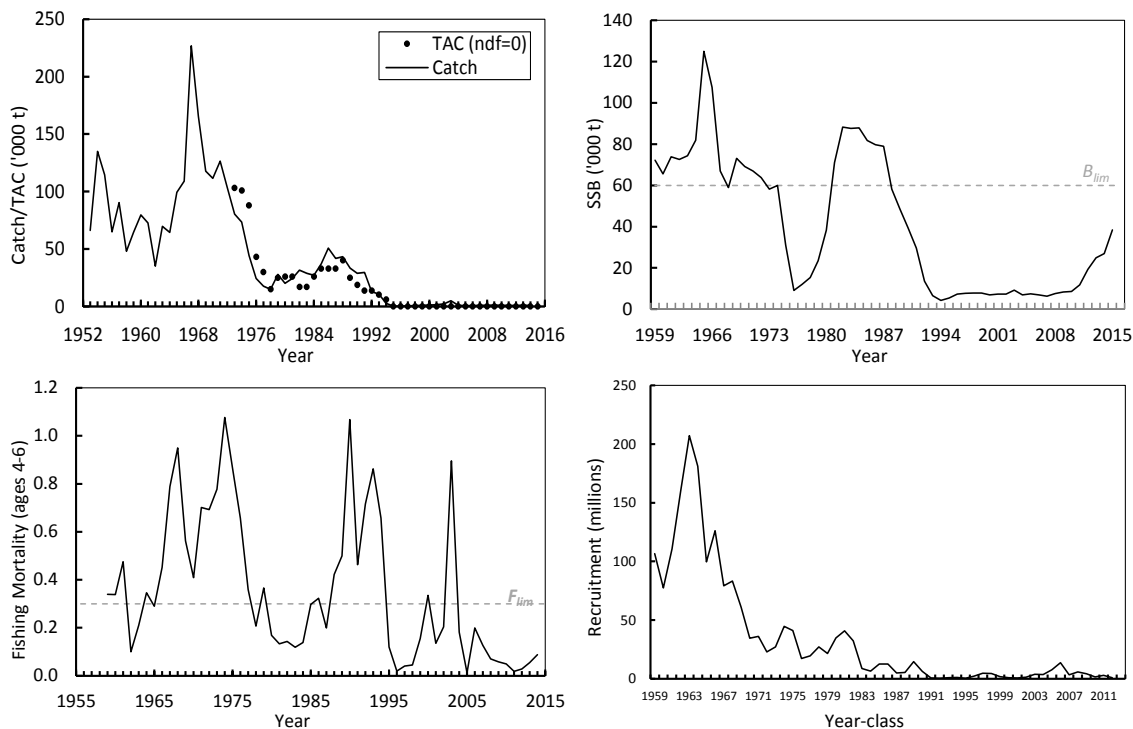 250
200
150
100
50
0
Catch/TAC ('000 t)
TAC (ndf=0)
Catch
1952 1960 1968 1976 1984 1992 2000 2008 2016
Year
140
120
100
80
60
40
20
0
SSB ('000 t)
B_lim
1959 1966 1973 1980 1987 1994 2001 2008 2015
Year
1.2
1.0
0.8
0.6
0.4
0.2
0.0
Fishing Mortality (ages 4-6)
F_lim
1955 1965 1975 1985 1995 2005 2015
Year
250
200
150
100
50
0
Recruitment (millions)
1959 1963 1967 1971 1975 1979 1983 1987 1991 1995 1999 2003 2007 2011
Year-class